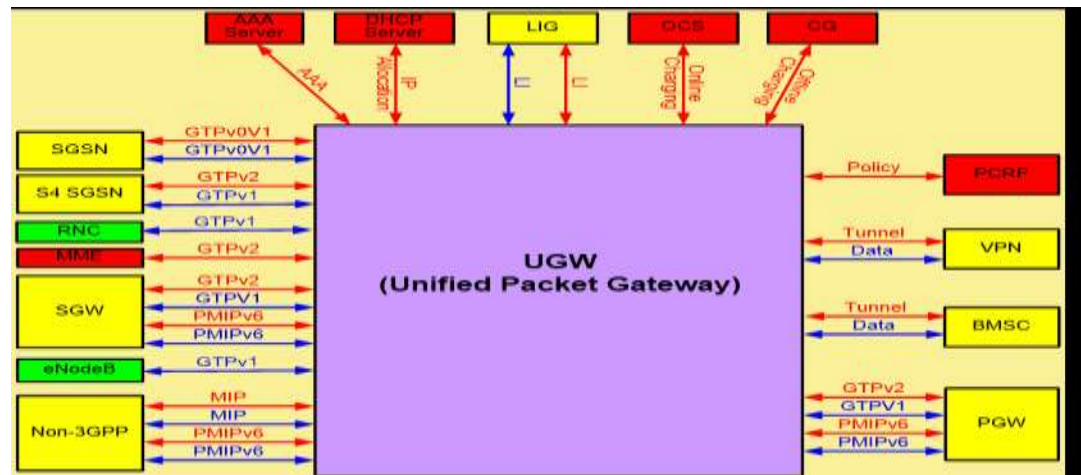 AAA
Server
DHCP
Server
LIG
OCS
CG
AAA
IP
Allocation
LI
LI
Online
Charging
Offline
Charging
SGSN
GTPv0V1
GTPv0V1
S4 SGSN
GTPv2
GTPv1
RNC
GTPv1
MME
GTPv2
SGW
GTPv2
GTPV1
PMIPv6
PMIPv6
eNodeB
GTPv1
Non-3GPP
MIP
MIP
PMIPv6
PMIPv6
UGW
(Unified Packet Gateway)
Policy
PCRF
Tunnel
Data
VPN
Tunnel
Data
BMSC
GTPv2
GTPV1
PMIPv6
PMIPv6
PGW